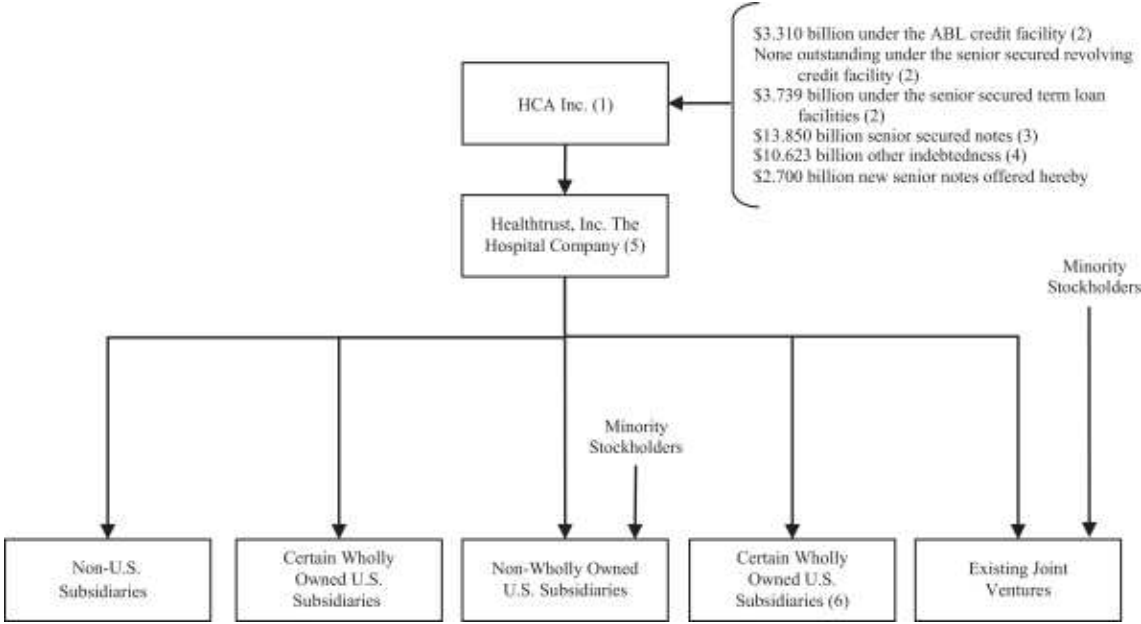 $3.310 billion under the ABL credit facility (2)
None outstanding under the senior secured revolving
credit facility (2)
$3.739 billion under the senior secured term loan
facilities (2)
$13.850 billion senior secured notes (3)
$10.623 billion other indebtedness (4)
$2.700 billion new senior notes offered hereby
HCA Inc. (1)
Healthtrust, Inc. The
Hospital Company (5)
Minority
Stockholders
Minority
Stockholders
Non-U.S.
Subsidiaries
Certain Wholly
Owned U.S.
Subsidiaries
Non-Wholly Owned
U.S. Subsidiaries
Certain Wholly
Owned U.S.
Subsidiaries (6)
Existing Joint
Ventures